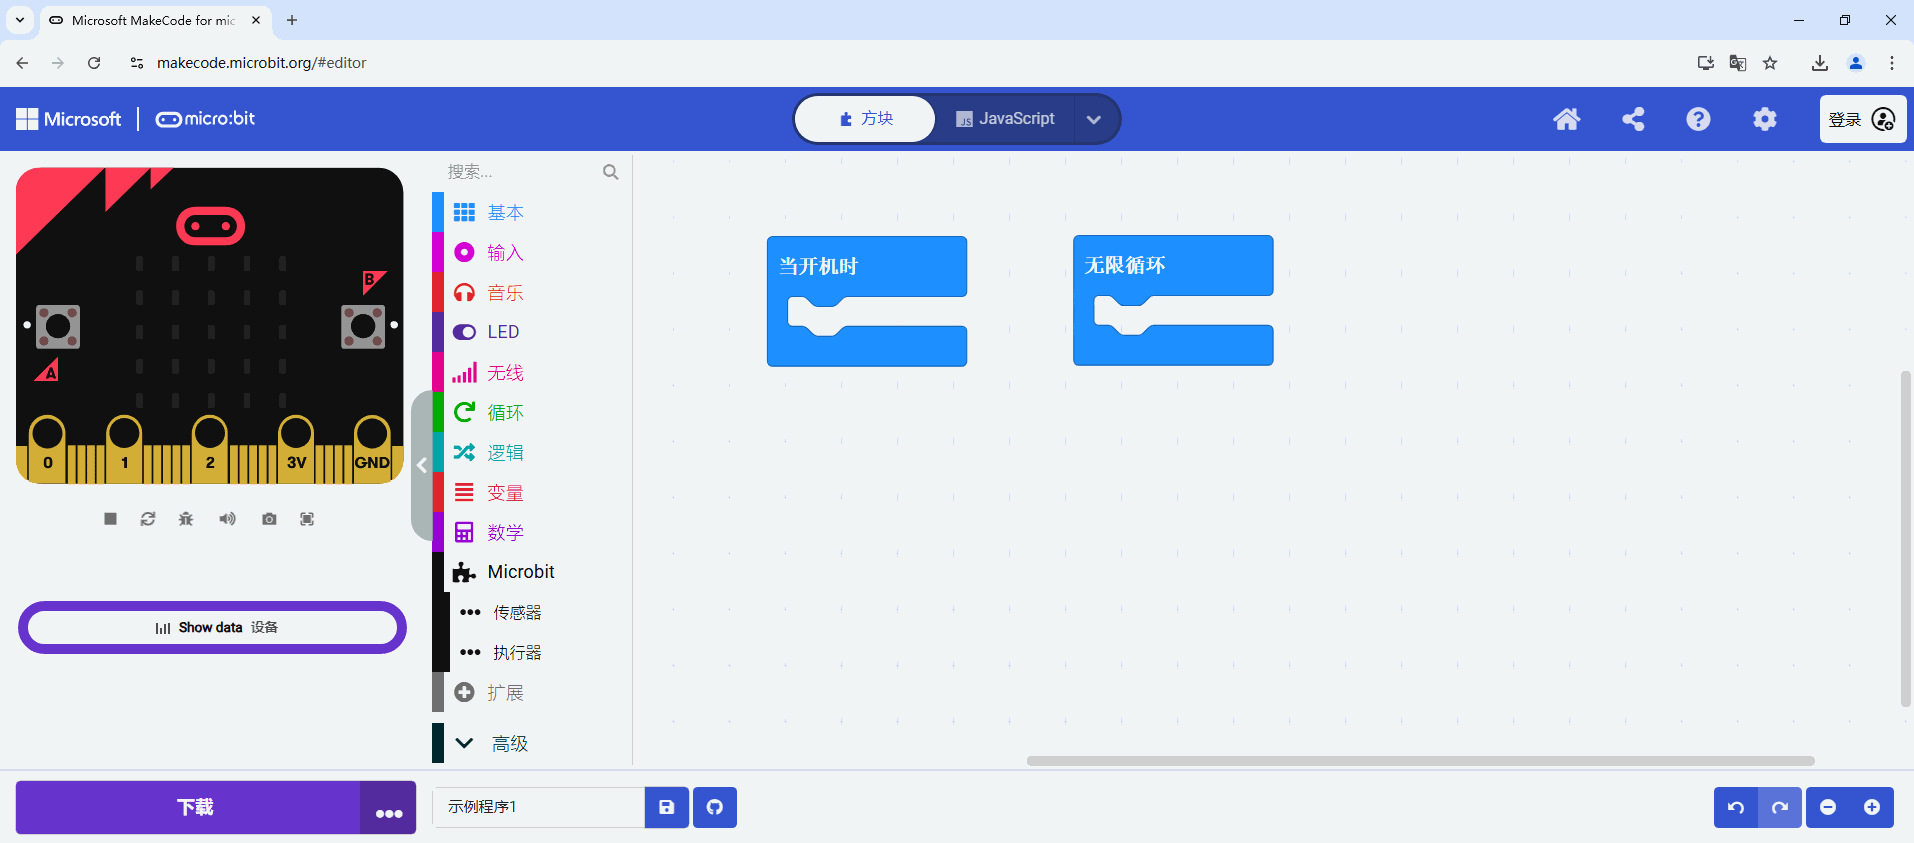 Microsoft MakeCode for mic
makecode.microbit.org/#editor
Microsoft
micro:bit
方块
JS
JavaScript
登录
B
A
0
1
2
3V
GND
Show data 设备
搜索...
基本
输入
音乐
LED
无线
循环
逻辑
变量
数学
Microbit
传感器
执行器
扩展
高级
当开机时
无限循环
下载
示例程序1